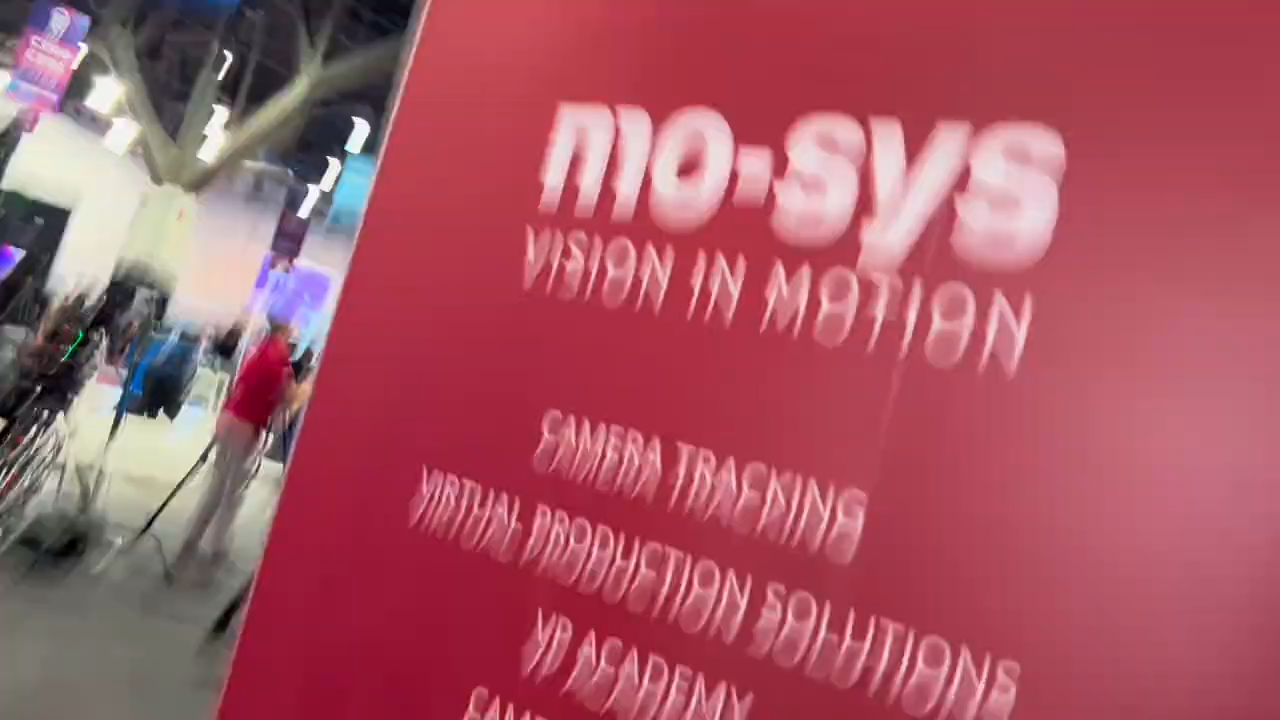 mo-sys
VISION IN MOTION
CAMERA TRACKING
VIRTUAL PRODUCTION SOLUTIONS
VP ACADEMY